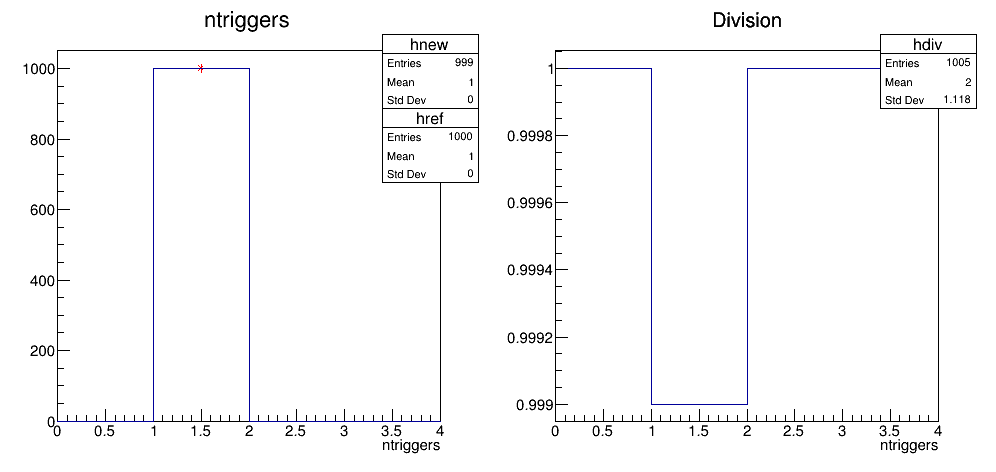 ntriggers
hnew
Entries 999
Mean 1
Std Dev 0
href
Entries 1000
Mean 1
Std Dev 0
1000
800
600
400
200
0
0 0.5 1 1.5 2 2.5 3 3.5 4
ntriggers
Division
hdiv
Entries 1005
Mean 2
Std Dev 1.118
1
0.9998
0.9996
0.9994
0.9992
0.999
0 0.5 1 1.5 2 2.5 3 3.5 4
ntriggers